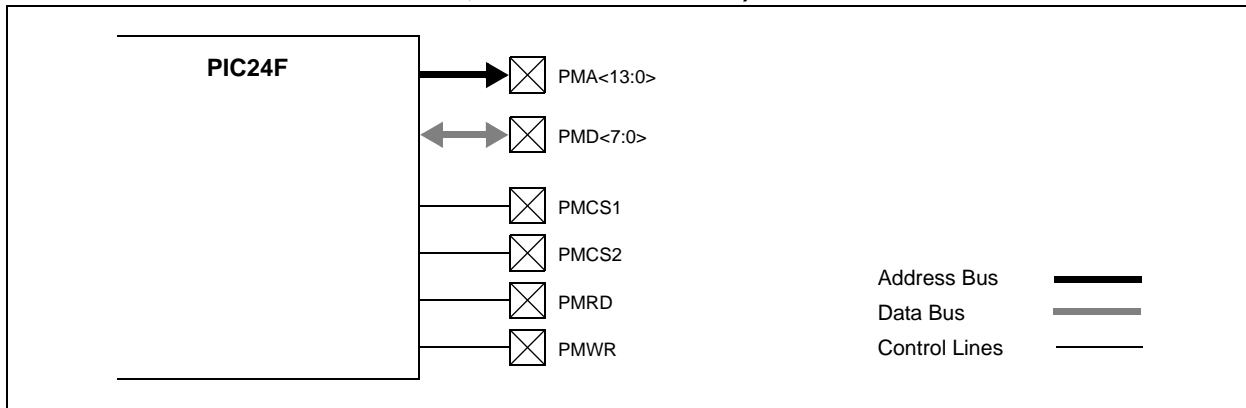 PIC24F
PMA<13:0>
PMD<7:0>
PMCS1
PMCS2
PMRD
PMWR
Address Bus
Data Bus
Control Lines